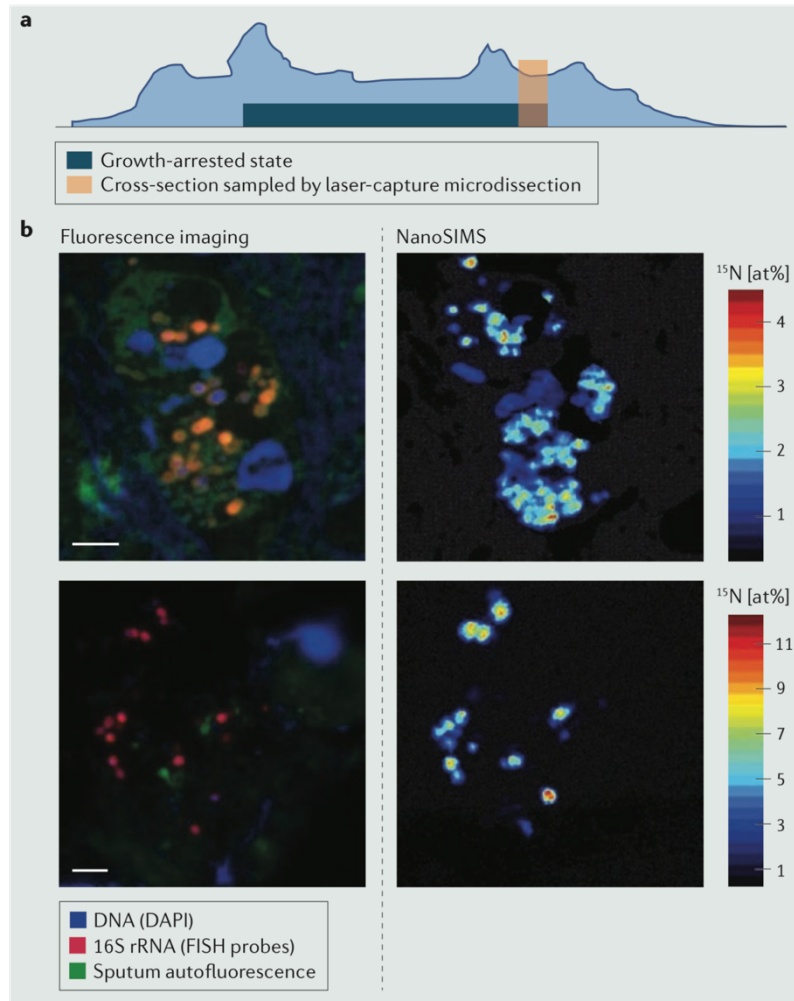 a
Growth-arrested state
Cross-section sampled by laser-capture microdissection
b
Fluorescence imaging
NanoSIMS
¹⁵N [at%]
4
3
2
1
¹⁵N [at%]
11
9
7
5
3
1
DNA (DAPI)
16S rRNA (FISH probes)
Sputum autofluorescence